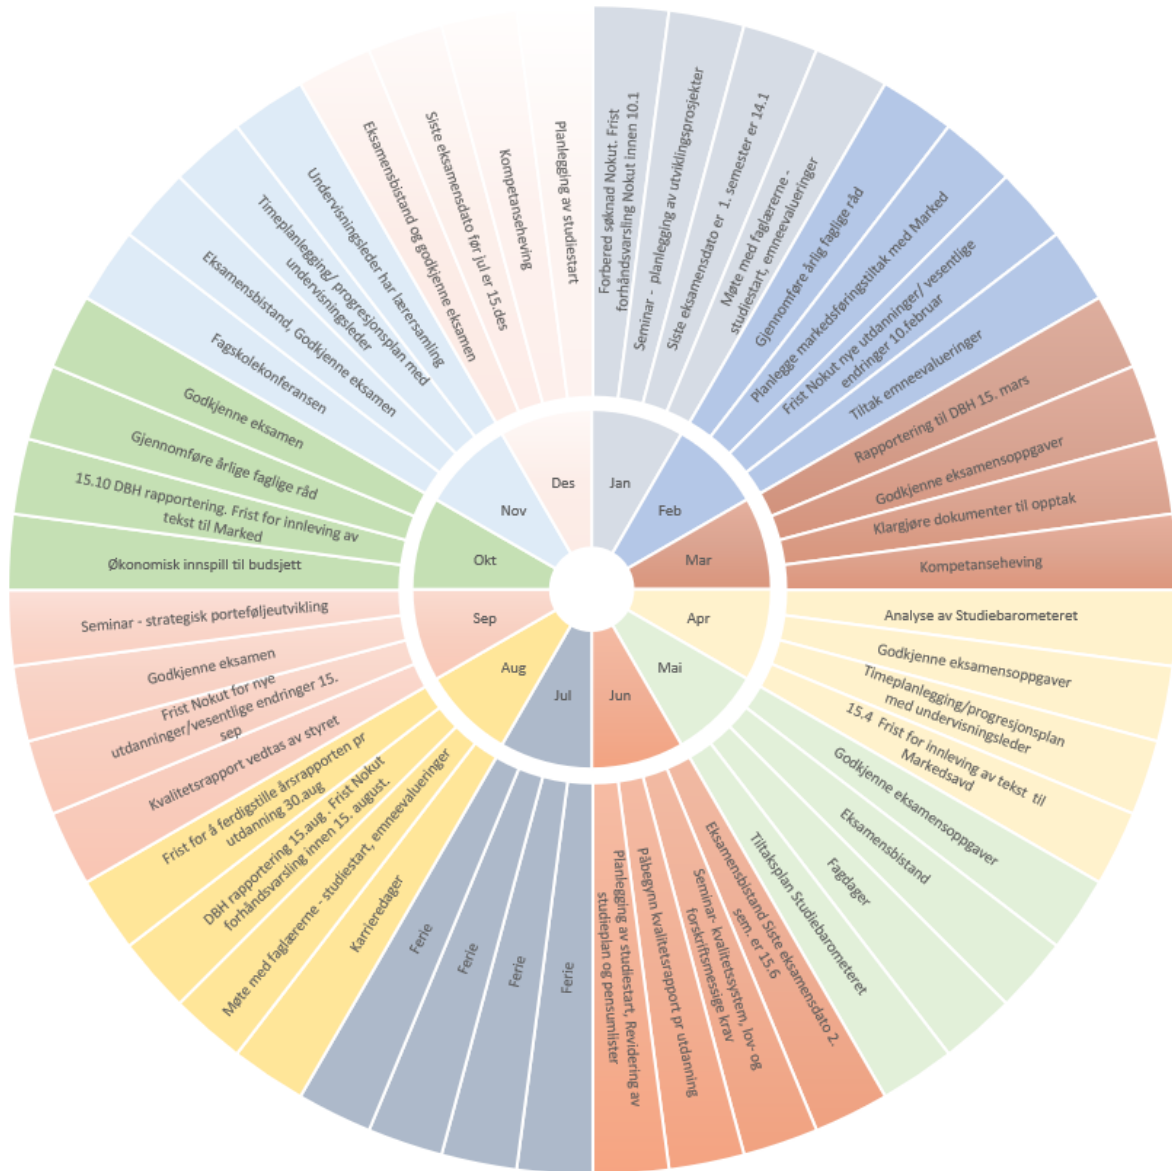 Jan
Forbered søknad Nokut. Frist
forhåndsvarsling Nokut innen 10.1
Seminar - planlegging av utviklingsprosjekter
Siste eksamensdato er 1. semester er 14.1
Møte med faglærerne -
studiestart, emneevalueringer
Feb
Gjennomføre årlig faglige råd
Planlegge markedsføringstiltak med Marked
Frist Nokut nye utdanninger/ vesentlige
endringer 10.februar
Tiltak emneevalueringer
Mar
Rapportering til DBH 15. mars
Godkjenne eksamensoppgaver
Klargjøre dokumenter til opptak
Kompetanseheving
Apr
Analyse av Studiebarometeret
Godkjenne eksamensoppgaver
Timeplanlegging/progresjonsplan
med undervisningsleder
15.4 Frist for innleving av tekst til
Markedsavd
Mai
Godkjenne eksamensoppgaver
Eksamensbistand
Fagdager
Tiltaksplan Studiebarometeret
Jun
Eksamensbistand Siste eksamensdato 2.
sem. er 15.6
Seminar- kvalitetssystem, lov- og
forskriftsmessige krav
Påbegynn kvalitetsrapport pr utdanning
Planlegging av studiestart, Revidering av
studieplan og pensumlister
Jul
Ferie
Ferie
Ferie
Ferie
Aug
Karrieredager
Møte med faglærerne - studiestart, emneevalueringer
DBH rapportering 15.aug . Frist Nokut
forhåndsvarsling innen 15. august.
Frist for å ferdigstille årsrapporten pr
utdanning 30.aug
Sep
Kvalitetsrapport vedtas av styret
Frist Nokut for nye
utdanninger/vesentlige endringer 15.
sep
Godkjenne eksamen
Seminar - strategisk porteføljeutvikling
Okt
Økonomisk innspill til budsjett
15.10 DBH rapportering. Frist for innleving av
tekst til Marked
Gjennomføre årlige faglige råd
Godkjenne eksamen
Nov
Fagskolekonferansen
Eksamensbistand, Godkjenne eksamen
Timeplanlegging/ progresjonsplan med
undervisningsleder
Undervisningsleder har lærersamling
Des
Eksamensbistand og godkjenne eksamen
Siste eksamensdato før jul er 15.des
Kompetanseheving
Planlegging av studiestart